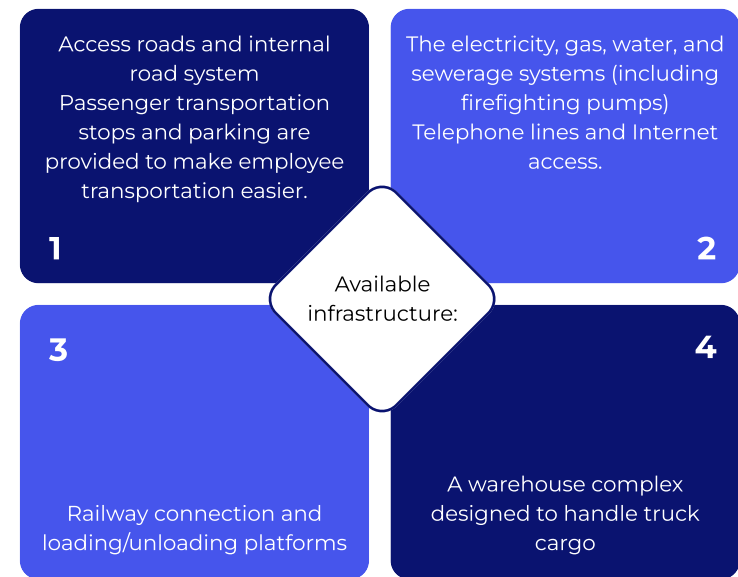 Access roads and internal
road system
Passenger transportation
stops and parking are
provided to make employee
transportation easier.
1
The electricity, gas, water, and
sewerage systems (including
firefighting pumps)
Telephone lines and Internet
access.
2
Available
infrastructure:
3
Railway connection and
loading/unloading platforms
4
A warehouse complex
designed to handle truck
cargo